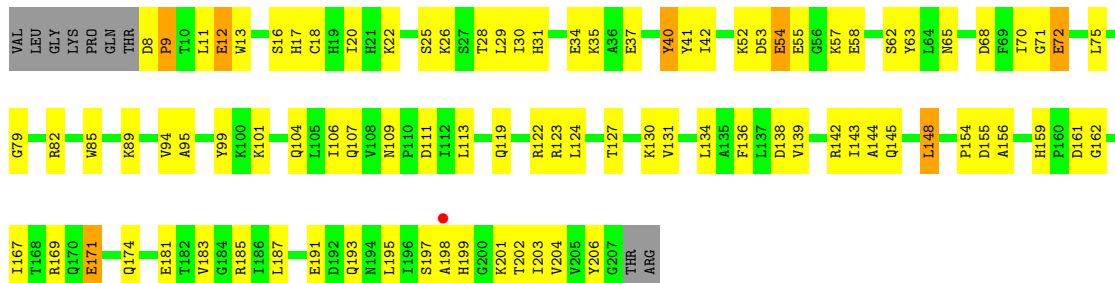 VAL LEU GLY LYS PRO GLN THR D8 P9 T10 L11 E12 W13 S16 H17 C18 H19 I20 H21 K22 S25 K26 S27 T28 L29 I30 H31 E34 K35 A36 E37 Y40 Y41 I42 K52 D53 E54 E55 G56 K57 E58 S62 Y63 L64 N65 D68 F69 I70 G71 E72 L75
G79 R82 W85 K89 V94 A95 Y99 K100 K101 Q104 L105 I106 Q107 V108 N109 P110 D111 I112 L113 Q119 R122 R123 L124 T127 K130 V131 L134 A135 F136 L137 D138 V139 R142 I143 A144 Q145 L148 P154 D155 A156 H159 P160 D161 G162
I167 T168 R169 Q170 E171 Q174 E181 T182 V183 G184 R185 I186 L187 E191 D192 Q193 N194 L195 I196 S197 A198 H199 G200 K201 T202 I203 V204 V205 Y206 G207 THR ARG